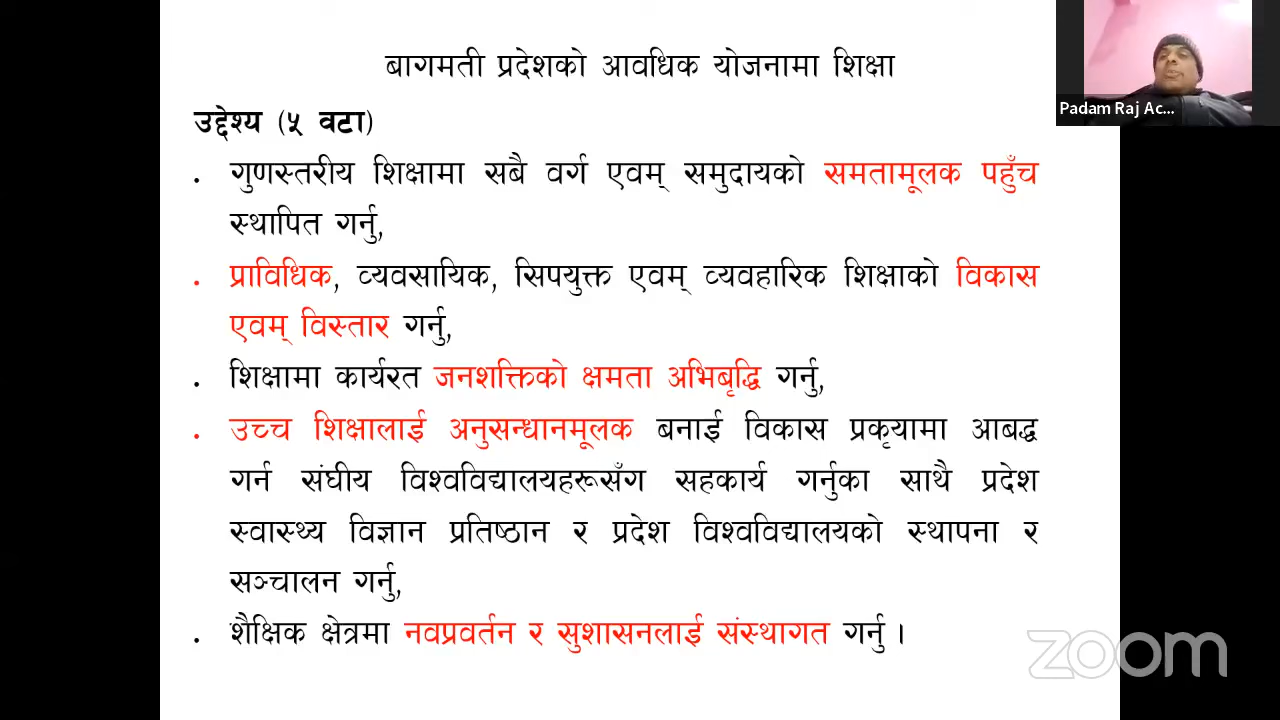 बागमती प्रदेशको आवधिक योजनामा शिक्षा
उद्देश्य (५ वटा)
. गुणस्तरीय शिक्षामा सबै वर्ग एवम् समुदायको समतामूलक पहुँच
स्थापित गर्नु,
. प्राविधिक, व्यवसायिक, सिपयुक्त एवम् व्यवहारिक शिक्षाको विकास
एवम् विस्तार गर्नु,
. शिक्षामा कार्यरत जनशक्तिको क्षमता अभिबृद्धि गर्नु,
. उच्च शिक्षालाई अनुसन्धानमूलक बनाई विकास प्रकृयामा आबद्ध
गर्न संघीय विश्वविद्यालयहरूसँग सहकार्य गर्नुका साथै प्रदेश
स्वास्थ्य विज्ञान प्रतिष्ठान र प्रदेश विश्वविद्यालयको स्थापना र
सञ्चालन गर्नु,
. शैक्षिक क्षेत्रमा नवप्रवर्तन र सुशासनलाई संस्थागत गर्नु ।
Padam Raj Ac...
zoom